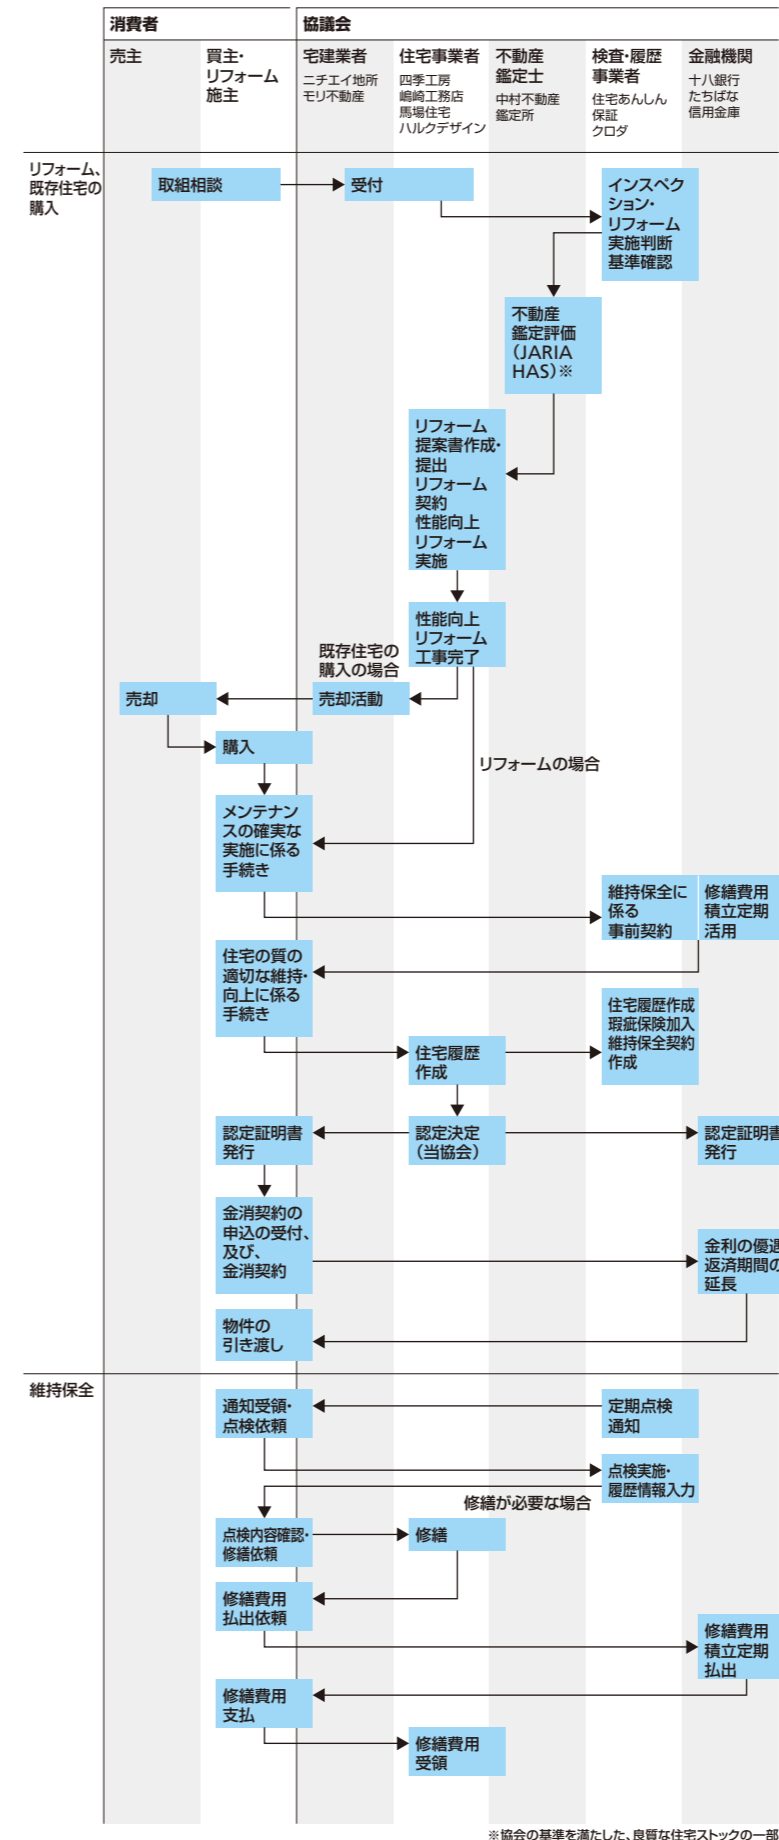 消費者
協議会
売主
買主・
リフォーム
施主
宅建業者
ニチエイ地所
モリ不動産
住宅事業者
四季工房
嶋崎工務店
馬場住宅
ハルクデザイン
不動産
鑑定士
中村不動産
鑑定所
検査・履歴
事業者
住宅あんしん
保証
クロダ
金融機関
十八銀行
たちばな
信用金庫
リフォーム、
既存住宅の
購入
取組相談
受付
インスペク
ション・
リフォーム
実施判断
基準確認
不動産
鑑定評価
(JARIA
HAS)※
リフォーム
提案書作成・
提出
リフォーム
契約
性能向上
リフォーム
実施
性能向上
リフォーム
工事完了
既存住宅の
購入の場合
売却
売却活動
購入
リフォームの場合
メンテナン
スの確実な
実施に係る
手続き
維持保全に
係る
事前契約
修繕費用
積立定期
活用
住宅の質の
適切な維持・
向上に係る
手続き
住宅履歴
作成
住宅履歴作成
瑕疵保険加入
維持保全契約
作成
認定証明書
発行
認定決定
(当協会)
認定証明書
発行
金消契約の
申込の受付、
及び、
金消契約
金利の優遇
返済期間の
延長
物件の
引き渡し
維持保全
通知受領・
点検依頼
定期点検
通知
点検実施・
履歴情報入力
修繕が必要な場合
点検内容確認・
修繕依頼
修繕
修繕費用
払出依頼
修繕費用
積立定期
払出
修繕費用
支払
修繕費用
受領
※協会の基準を満たした、良質な住宅ストックの一部